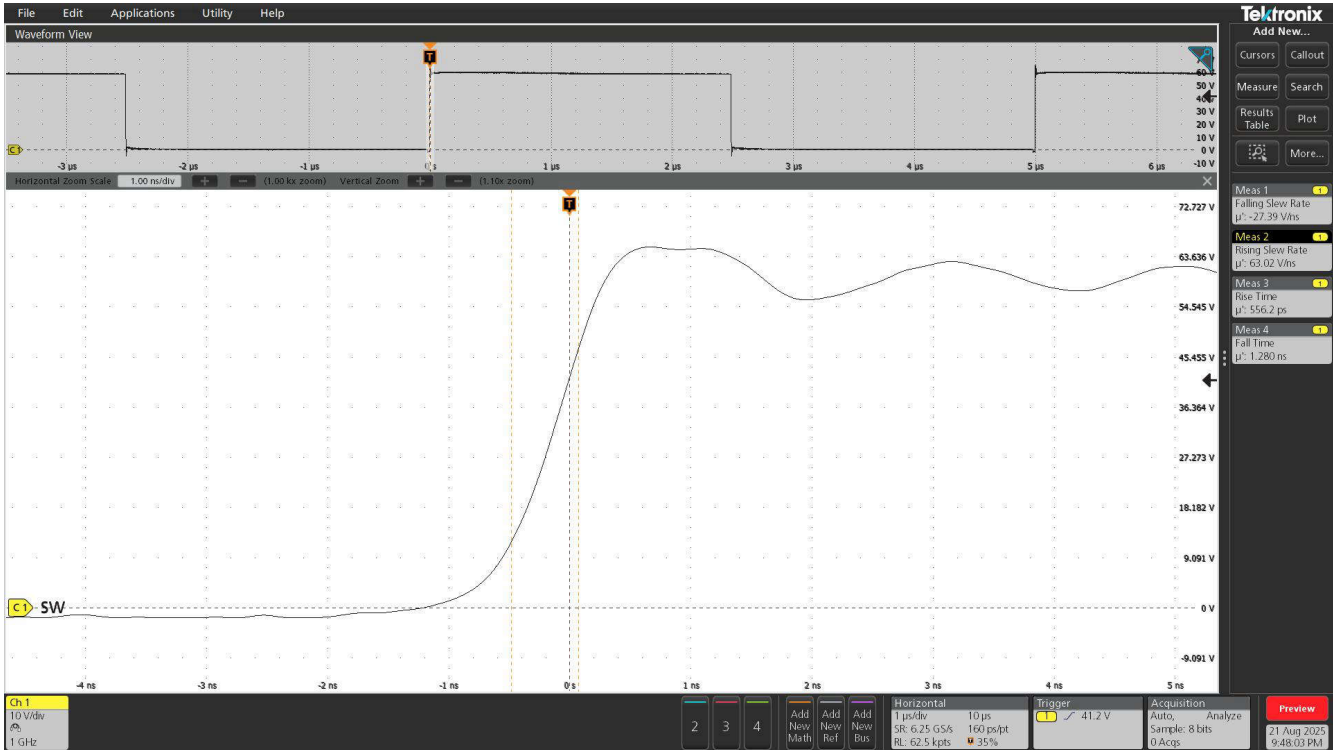 File Edit Applications Utility Help
Tektronix
Waveform View
Add New...
T
60 V
50 V
40 V
30 V
20 V
10 V
0 V
-10 V
C1
-3 µs -2 µs -1 µs 0 s 1 µs 2 µs 3 µs 4 µs 5 µs 6 µs
Horizontal Zoom Scale 1.00 ns/div + − (1.00 kx zoom) Vertical Zoom + − (1.10x zoom) ×
T
72.727 V
63.636 V
54.545 V
45.455 V
36.364 V
27.273 V
18.182 V
9.091 V
C1 SW
0 V
-9.091 V
-4 ns -3 ns -2 ns -1 ns 0 s 1 ns 2 ns 3 ns 4 ns 5 ns
Cursors Callout
Measure Search
Results Table Plot
More...
Meas 1 1
Falling Slew Rate
µ': -27.39 V/ns
Meas 2 1
Rising Slew Rate
µ': 63.02 V/ns
Meas 3 1
Rise Time
µ': 556.2 ps
Meas 4 1
Fall Time
µ': 1.280 ns
Ch 1
10 V/div
1 GHz
2 3 4
Add New Math
Add New Ref
Add New Bus
Horizontal
1 µs/div 10 µs
SR: 6.25 GS/s 160 ps/pt
RL: 62.5 kpts 35%
Trigger
1 41.2 V
Acquisition
Auto, Analyze
Sample: 8 bits
0 Acqs
Preview
21 Aug 2025
9:48:03 PM